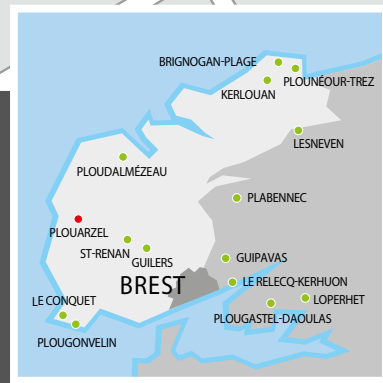 BRIGNOGAN-PLAGE
PLOUNÉOUR-TREZ
KERLOUAN
LESNEVEN
PLOUDALMÉZEAU
PLABENNEC
PLOUARZEL
ST-RENAN
GUILERS
GUIPAVAS
BREST
LE RELECQ-KERHUON
LE CONQUET
LOPERHET
PLOUGASTEL-DAOULAS
PLOUGONVELIN